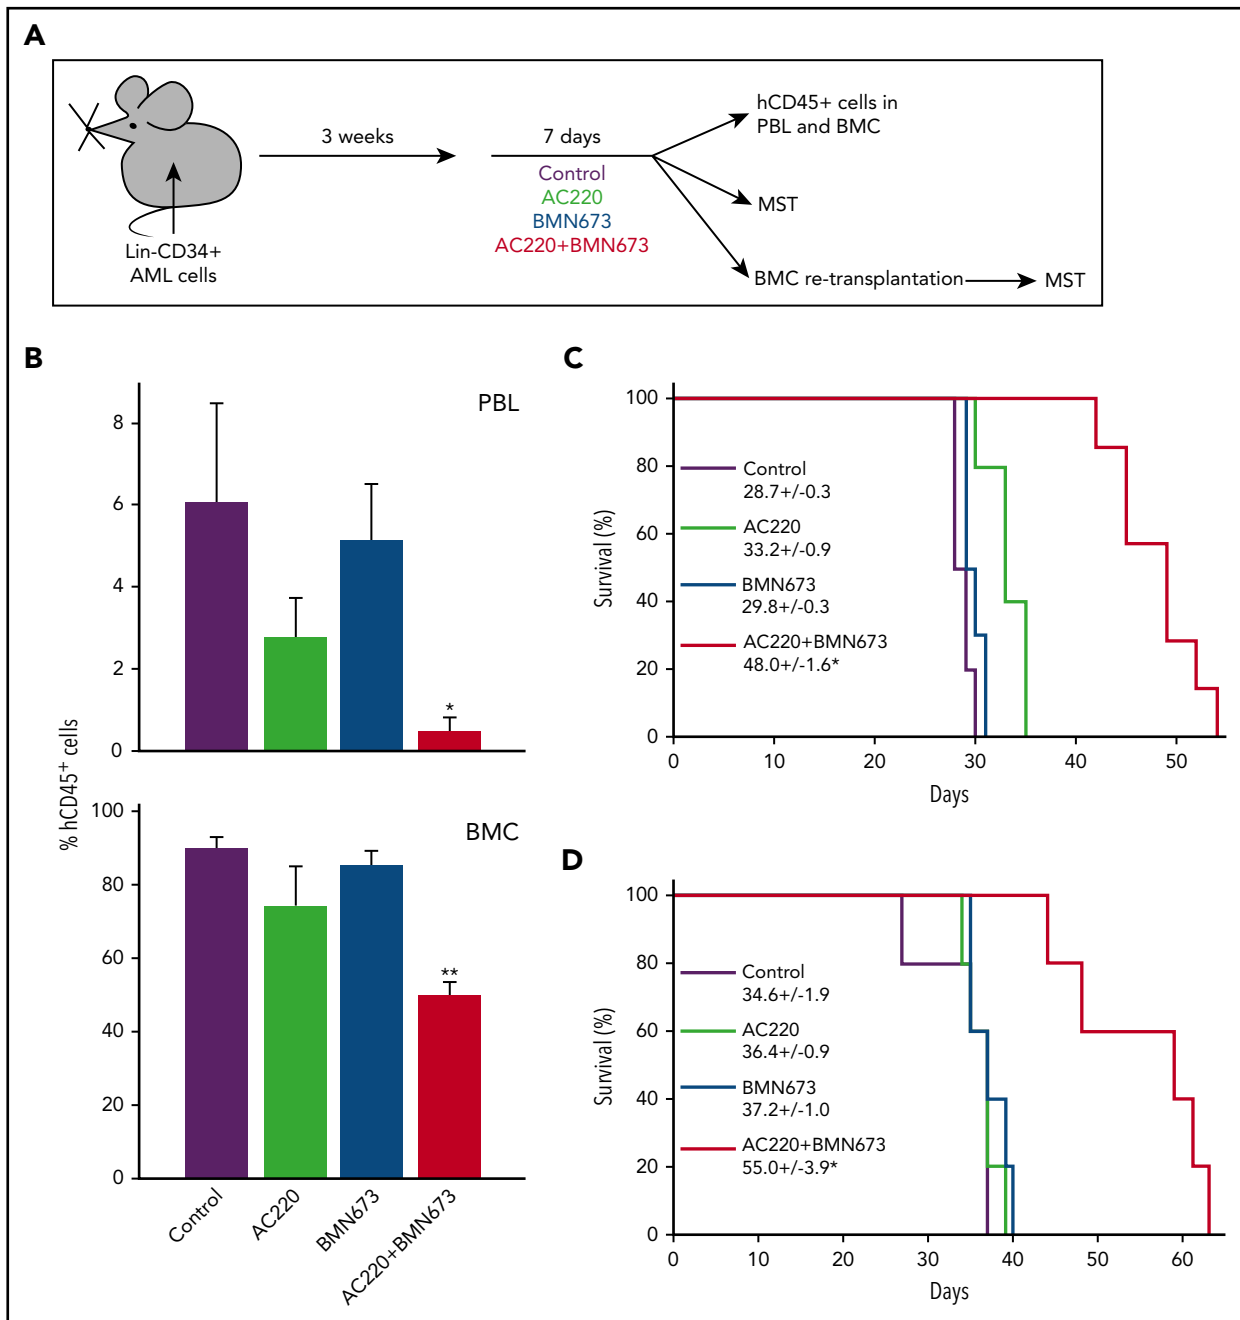 A
3 weeks
7 days
Control
AC220
BMN673
AC220+BMN673
hCD45+ cells in
PBL and BMC
MST
BMC re-transplantation
MST
Lin-CD34+
AML cells
B
% hCD45+ cells
PBL
8
6
4
2
0
*
BMC
100
80
60
40
20
0
**
Control
AC220
BMN673
AC220+BMN673
C
Survival (%)
100
80
60
40
20
0
Control
28.7+/-0.3
AC220
33.2+/-0.9
BMN673
29.8+/-0.3
AC220+BMN673
48.0+/-1.6*
0 10 20 30 40 50
Days
D
Survival (%)
100
80
60
40
20
0
Control
34.6+/-1.9
AC220
36.4+/-0.9
BMN673
37.2+/-1.0
AC220+BMN673
55.0+/-3.9*
0 10 20 30 40 50 60
Days